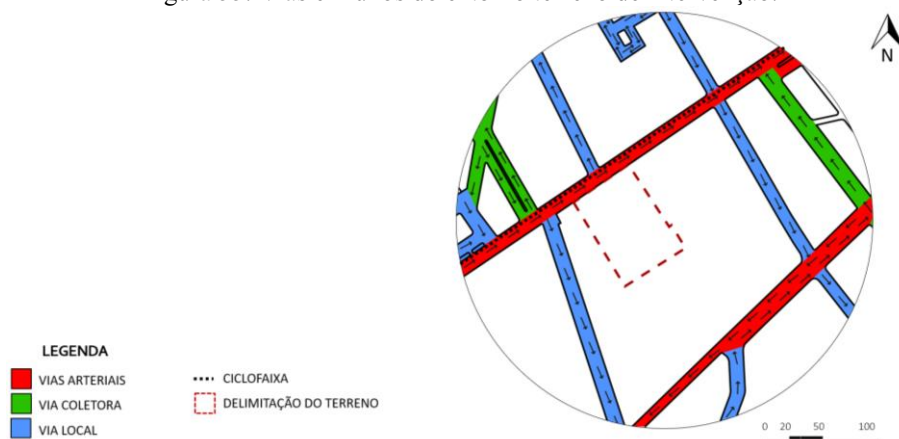 N
LEGENDA
VIAS ARTERIAIS
VIA COLETORA
VIA LOCAL
CICLOFAIXA
DELIMITAÇÃO DO TERRENO
0 20 50 100